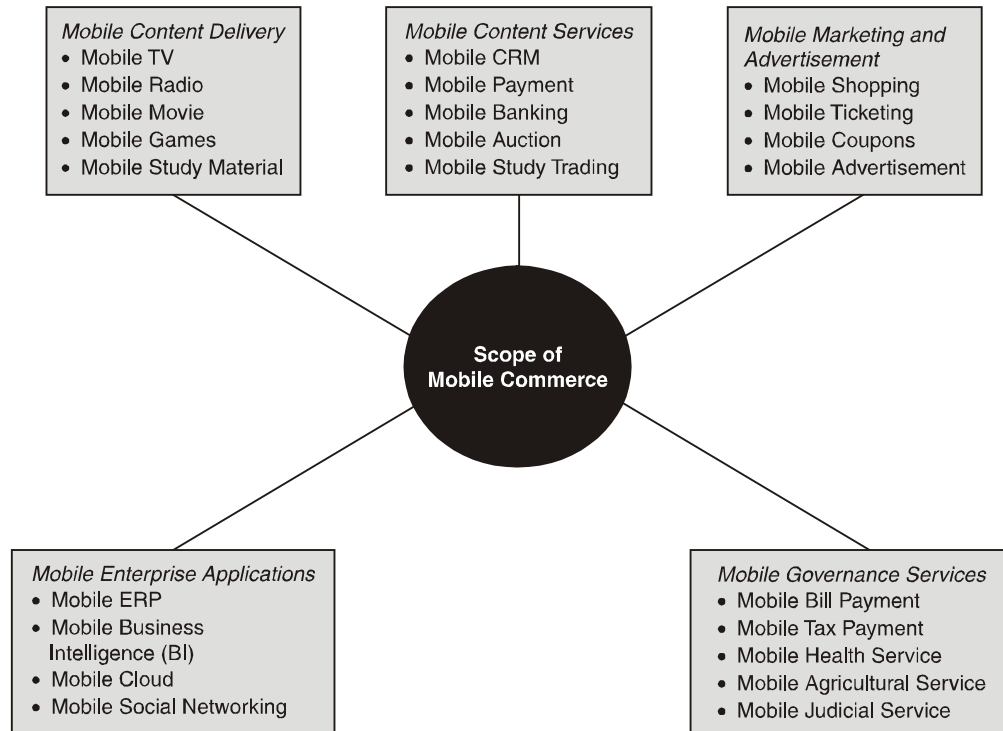 Mobile Content Delivery
• Mobile TV
• Mobile Radio
• Mobile Movie
• Mobile Games
• Mobile Study Material
Mobile Content Services
• Mobile CRM
• Mobile Payment
• Mobile Banking
• Mobile Auction
• Mobile Study Trading
Mobile Marketing and
Advertisement
• Mobile Shopping
• Mobile Ticketing
• Mobile Coupons
• Mobile Advertisement
Scope of
Mobile Commerce
Mobile Enterprise Applications
• Mobile ERP
• Mobile Business
Intelligence (BI)
• Mobile Cloud
• Mobile Social Networking
Mobile Governance Services
• Mobile Bill Payment
• Mobile Tax Payment
• Mobile Health Service
• Mobile Agricultural Service
• Mobile Judicial Service